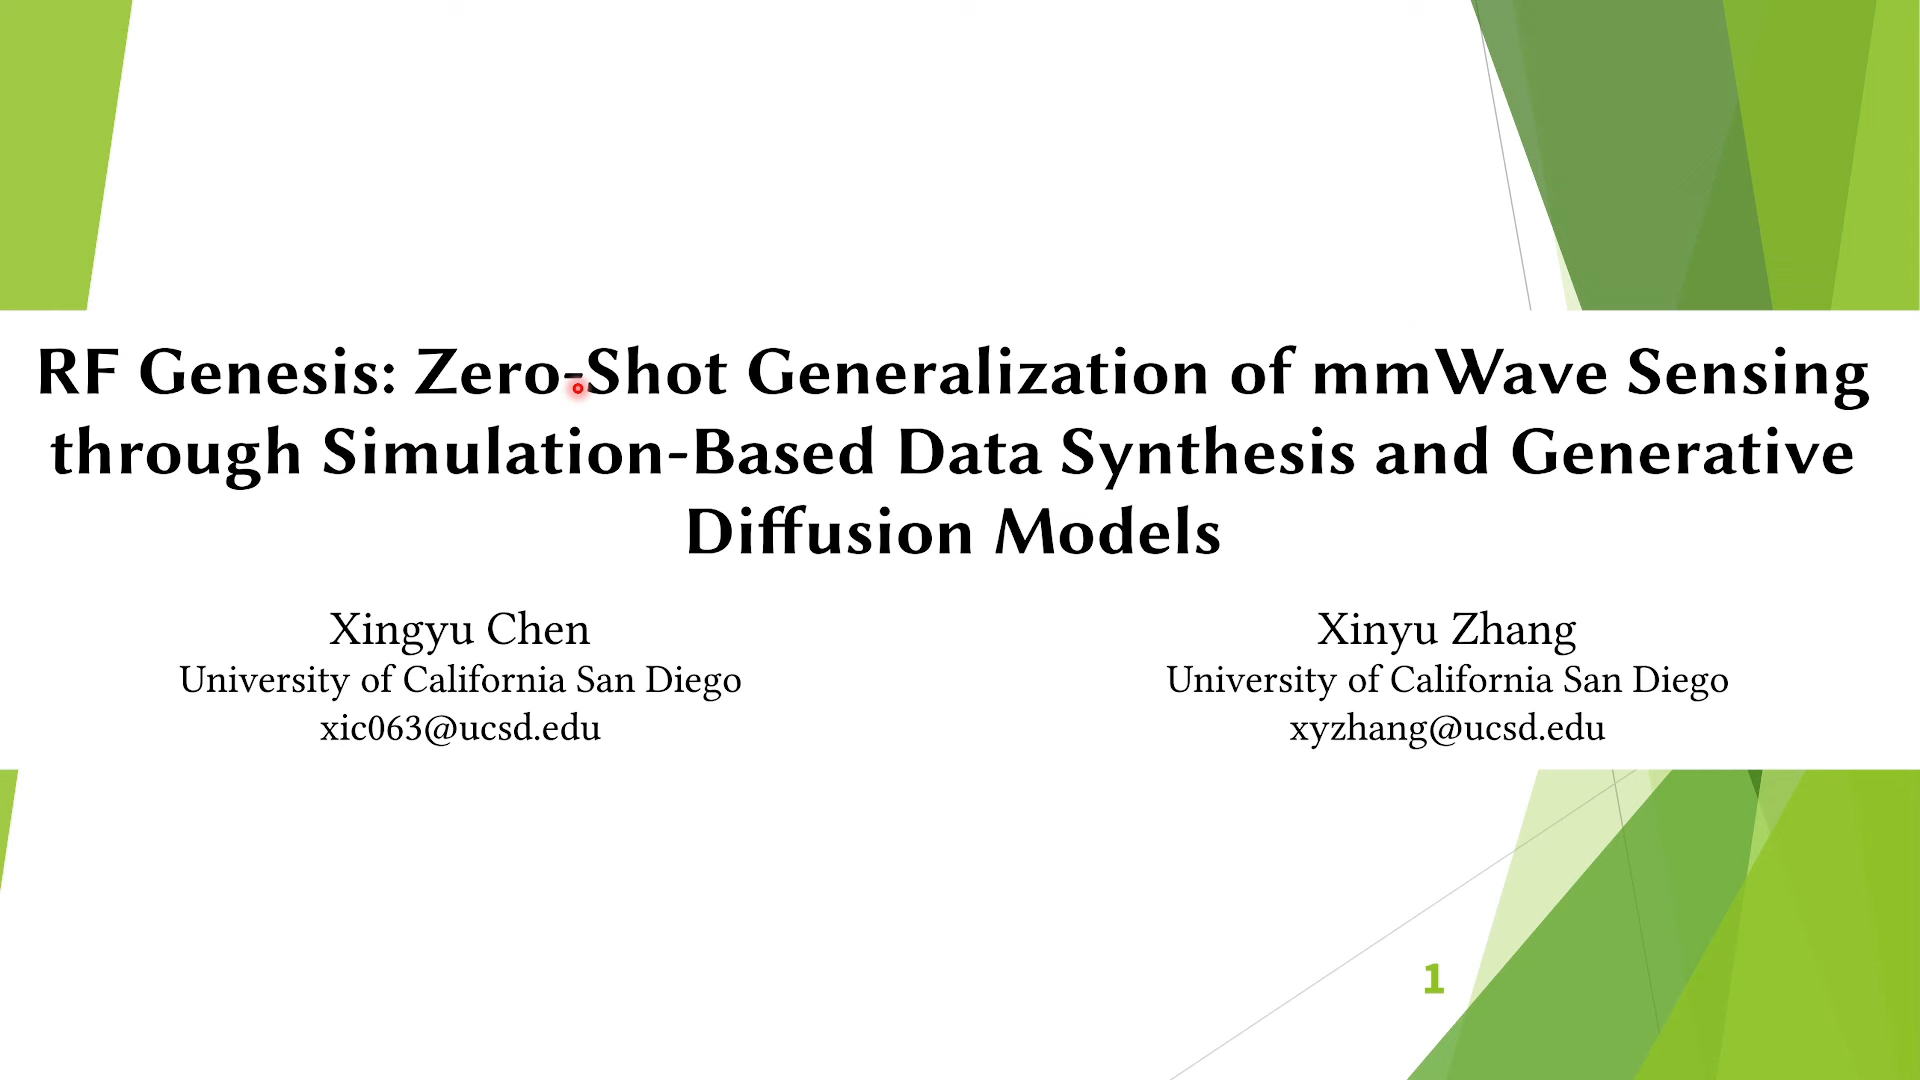 RF Genesis: Zero-Shot Generalization of mmWave Sensing
through Simulation-Based Data Synthesis and Generative
Diffusion Models
Xingyu Chen
University of California San Diego
xic063@ucsd.edu
Xinyu Zhang
University of California San Diego
xyzhang@ucsd.edu
1